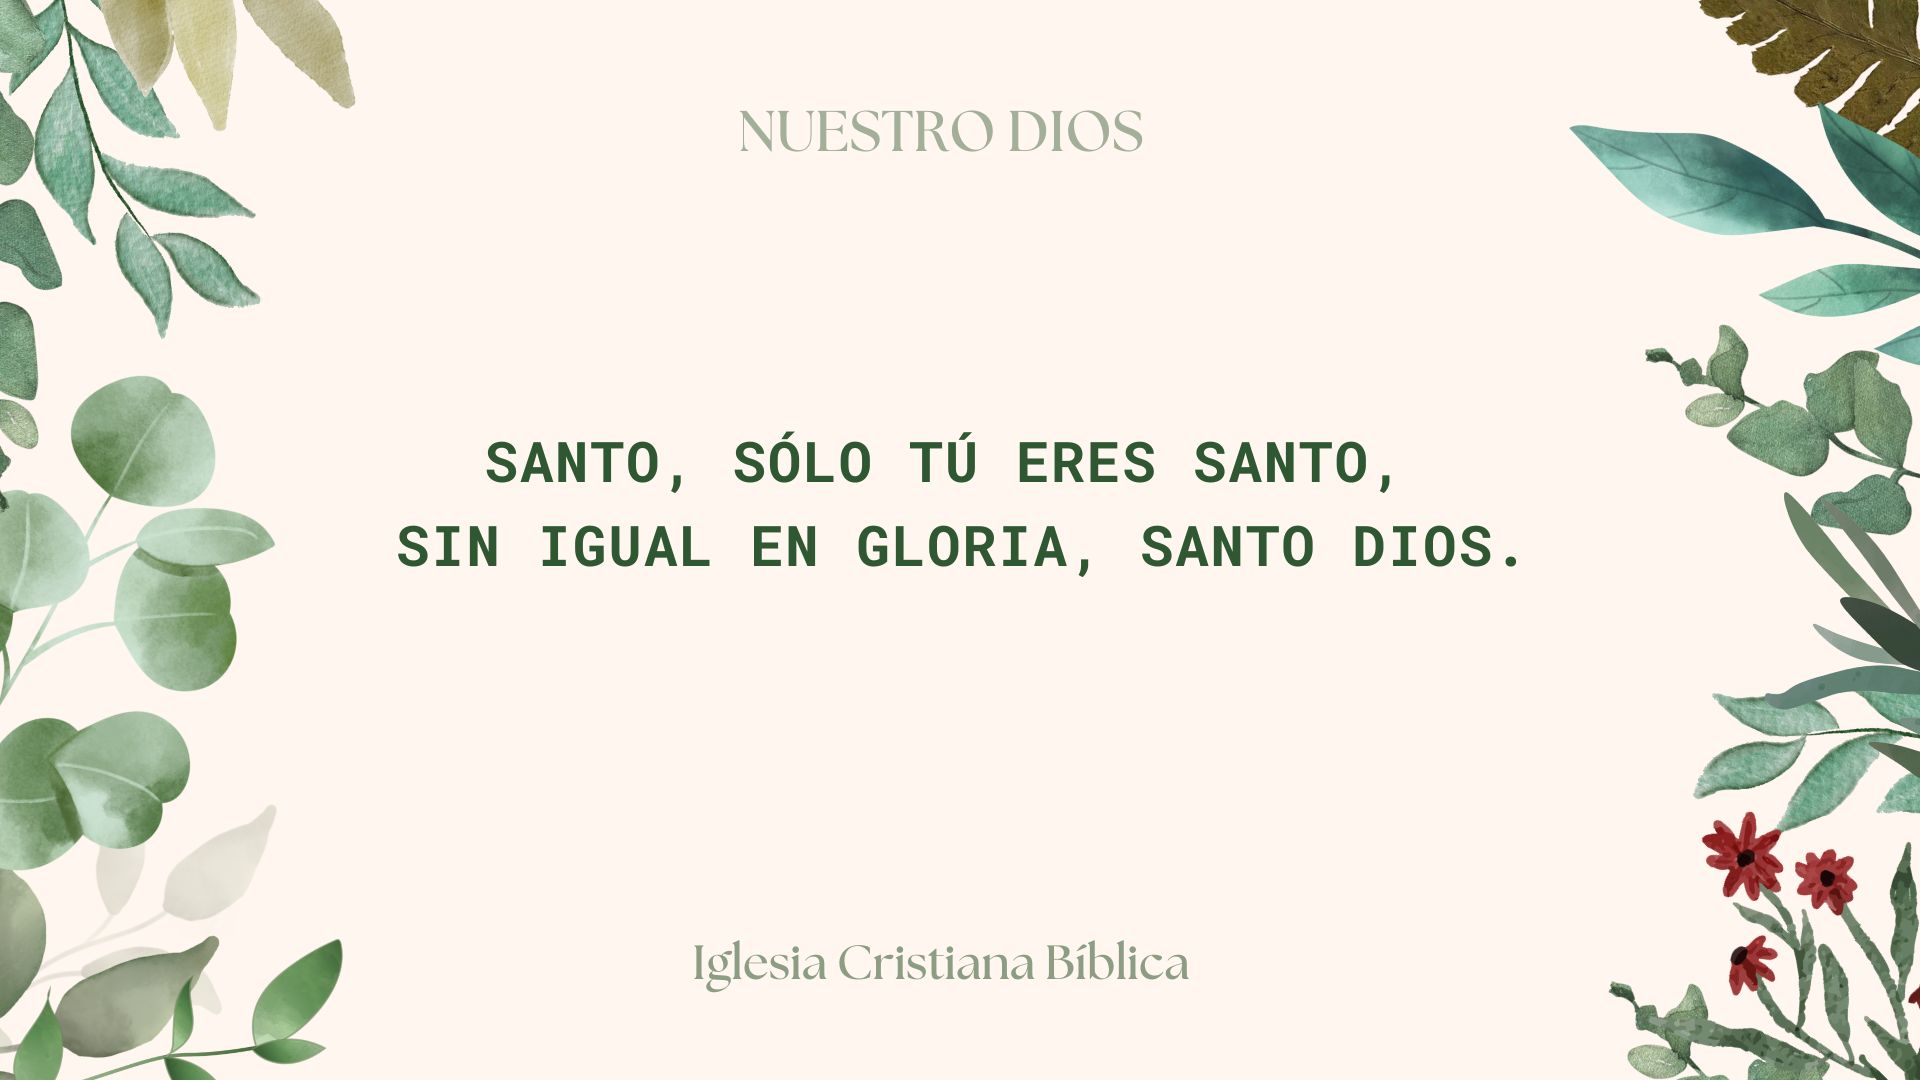 NUESTRO DIOS
SANTO, SÓLO TÚ ERES SANTO,
SIN IGUAL EN GLORIA, SANTO DIOS.
Iglesia Cristiana Bíblica